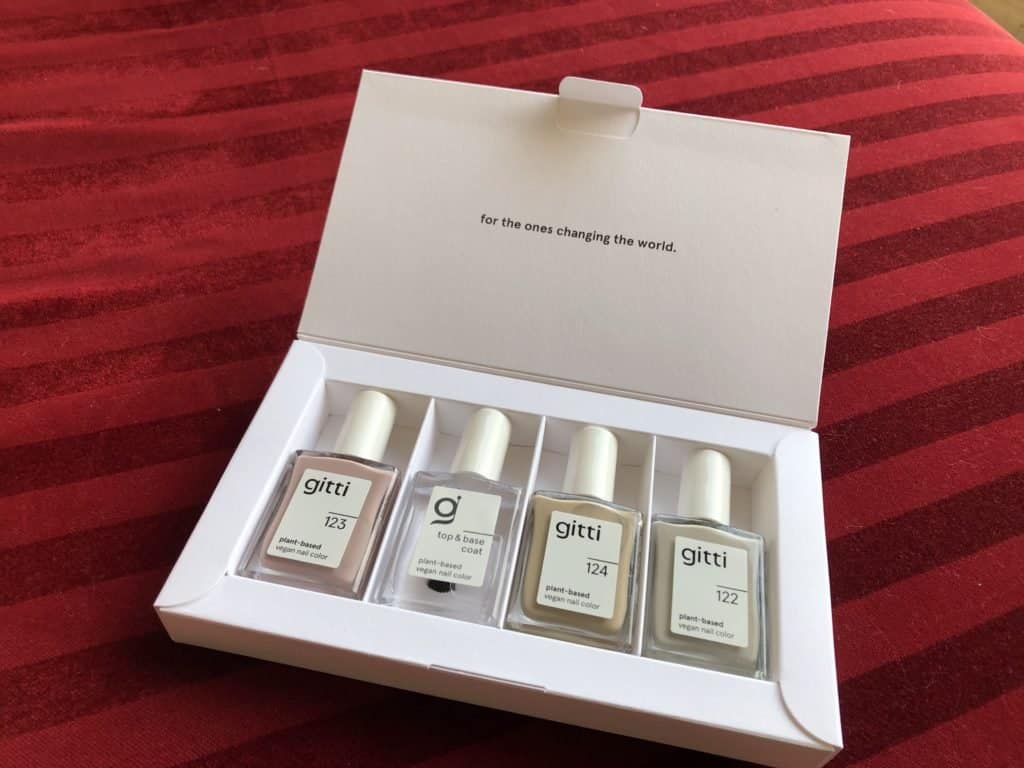 for the ones changing the world.
gitti
123
plant-based
vegan nail color
g
top & base
coat
plant-based
vegan nail color
gitti
124
plant-based
vegan nail color
gitti
122
plant-based
vegan nail color